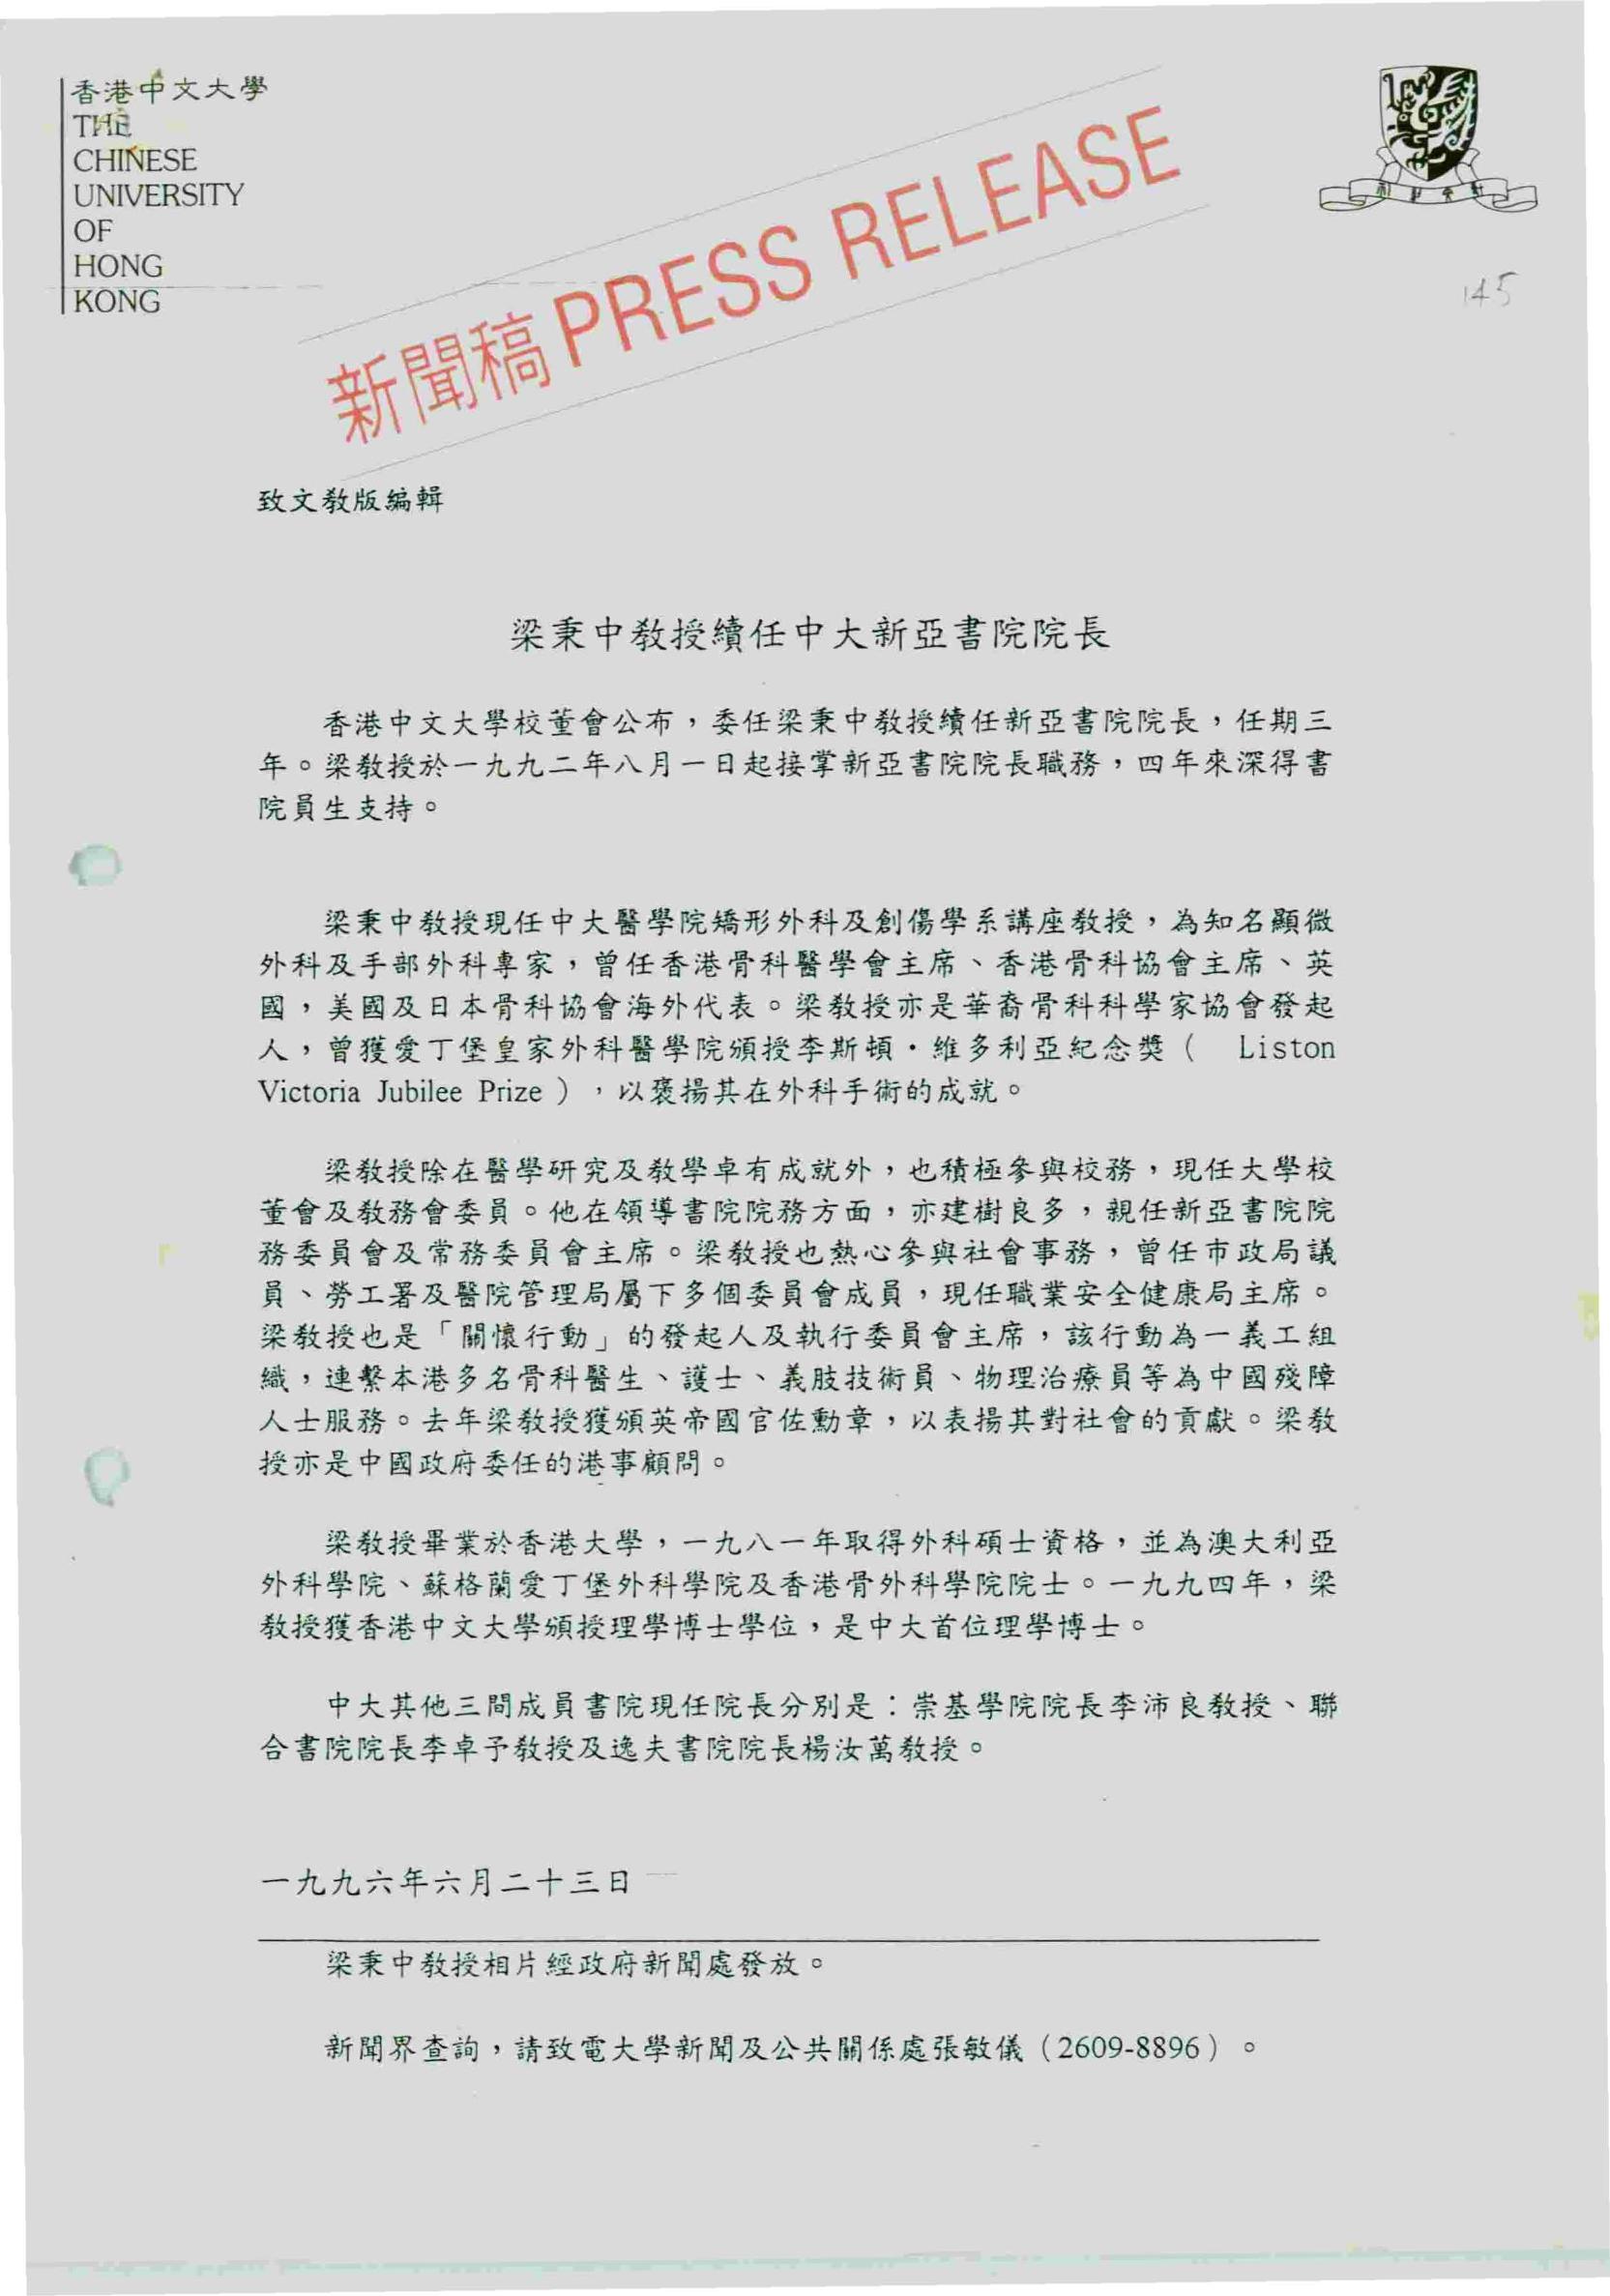 香港中文大學
THE
CHINESE
UNIVERSITY
OF
HONG
KONG
新聞稿 PRESS RELEASE
145
致文教版編輯
梁秉中教授續任中大新亞書院院長
香港中文大學校董會公布，委任梁秉中教授續任新亞書院院長，任期三
年。梁教授於一九九二年八月一日起接掌新亞書院院長職務，四年來深得書
院員生支持。
梁秉中教授現任中大醫學院矯形外科及創傷學系講座教授，為知名顯微
外科及手部外科專家，曾任香港骨科醫學會主席、香港骨科協會主席、英
國，美國及日本骨科協會海外代表。梁教授亦是華裔骨科科學家協會發起
人，曾獲愛丁堡皇家外科醫學院頒授李斯頓・維多利亞紀念獎（ Liston
Victoria Jubilee Prize ），以褒揚其在外科手術的成就。
梁教授除在醫學研究及教學卓有成就外，也積極參與校務，現任大學校
董會及教務會委員。他在領導書院院務方面，亦建樹良多，親任新亞書院院
務委員會及常務委員會主席。梁教授也熱心參與社會事務，曾任市政局議
員、勞工署及醫院管理局屬下多個委員會成員，現任職業安全健康局主席。
梁教授也是「關懷行動」的發起人及執行委員會主席，該行動為一義工組
織，連繫本港多名骨科醫生、護士、義肢技術員、物理治療員等為中國殘障
人士服務。去年梁教授獲頒英帝國官佐勳章，以表揚其對社會的貢獻。梁教
授亦是中國政府委任的港事顧問。
梁教授畢業於香港大學，一九八一年取得外科碩士資格，並為澳大利亞
外科學院、蘇格蘭愛丁堡外科學院及香港骨外科學院院士。一九九四年，梁
教授獲香港中文大學頒授理學博士學位，是中大首位理學博士。
中大其他三間成員書院現任院長分別是：崇基學院院長李沛良教授、聯
合書院院長李卓予教授及逸夫書院院長楊汝萬教授。
一九九六年六月二十三日
梁秉中教授相片經政府新聞處發放。
新聞界查詢，請致電大學新聞及公共關係處張敏儀（2609-8896）。